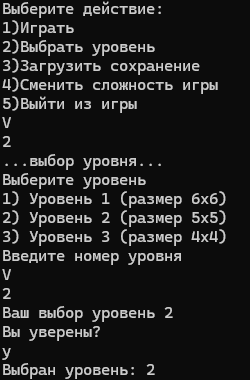 Выберите действие:
1)Играть
2)Выбрать уровень
3)Загрузить сохранение
4)Сменить сложность игры
5)Выйти из игры
V
2
...выбор уровня...
Выберите уровень
1) Уровень 1 (размер 6x6)
2) Уровень 2 (размер 5x5)
3) Уровень 3 (размер 4x4)
Введите номер уровня
V
2
Ваш выбор уровень 2
Вы уверены?
y
Выбран уровень: 2